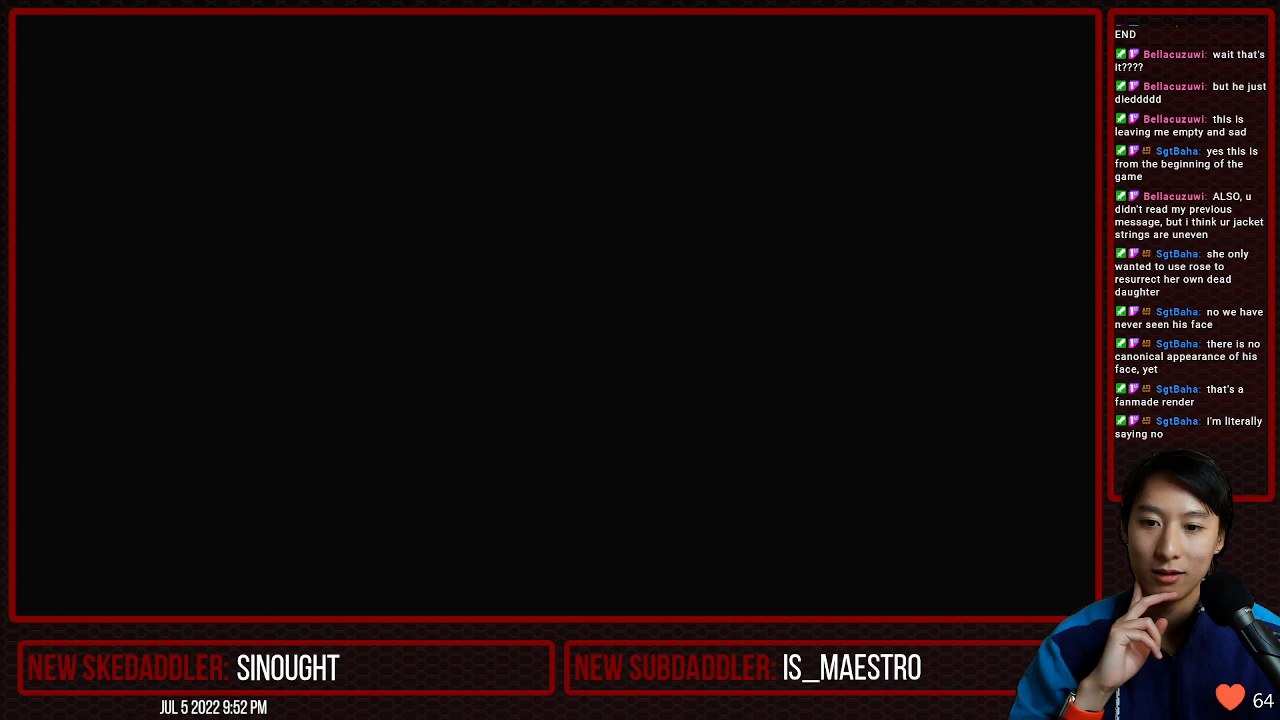 END
Bellacuzuwi: wait that's
it????
Bellacuzuwi: but he just
dieddddd
Bellacuzuwi: this is
leaving me empty and sad
SgtBaha: yes this is
from the beginning of the
game
Bellacuzuwi: ALSO, u
didn't read my previous
message, but i think ur jacket
strings are uneven
SgtBaha: she only
wanted to use rose to
resurrect her own dead
daughter
SgtBaha: no we have
never seen his face
SgtBaha: there is no
canonical appearance of his
face, yet
SgtBaha: that's a
fanmade render
SgtBaha: I'm literally
saying no
NEW SKEDADDLER: SINOUGHT
NEW SUBDADDLER: IS_MAESTRO
JUL 5 2022 9:52 PM
64